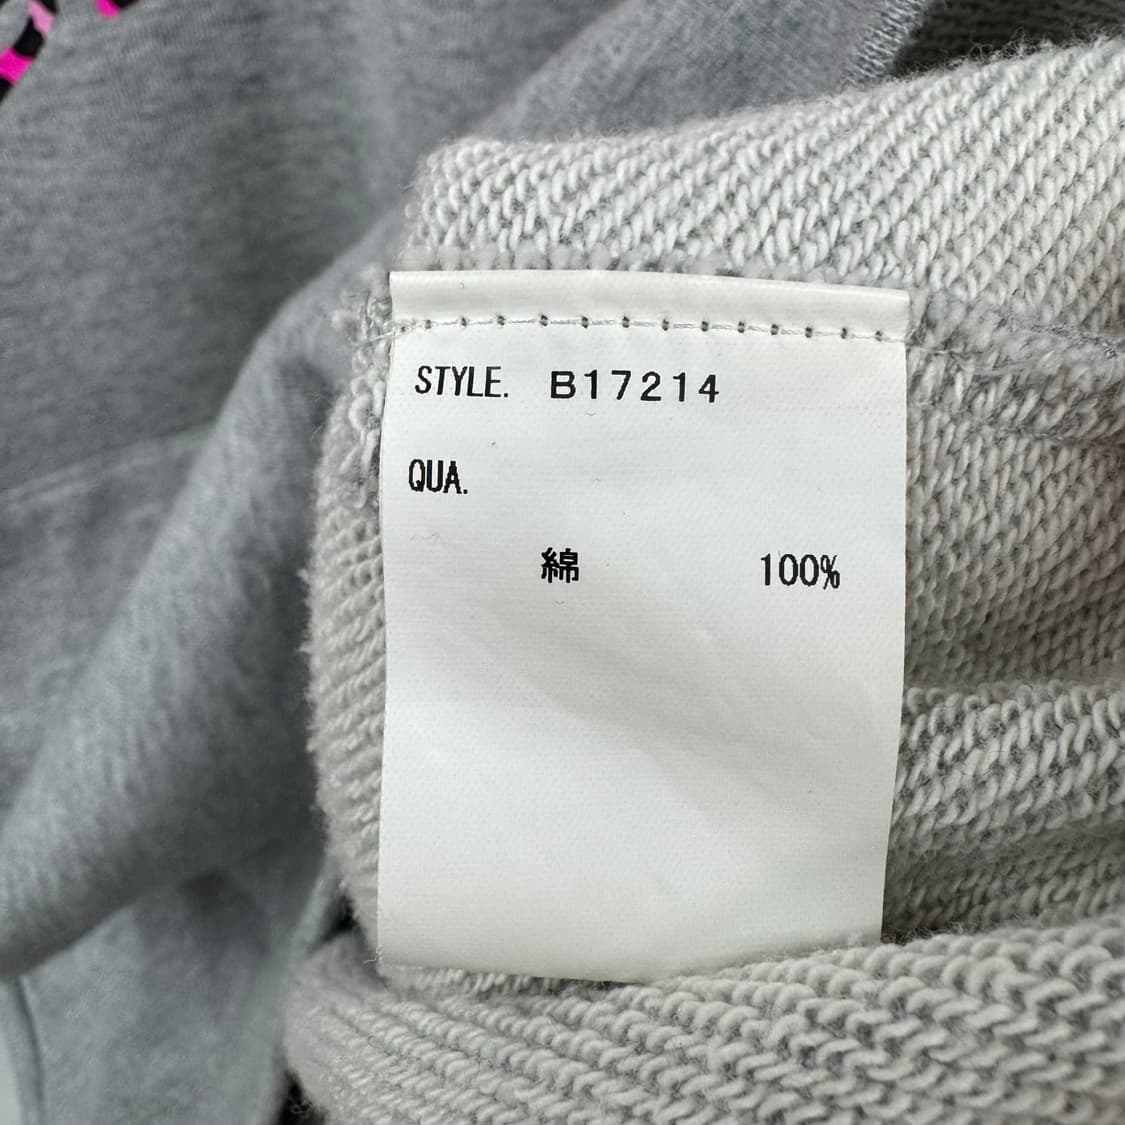 STYLE. B17214
QUA.
綿 100%